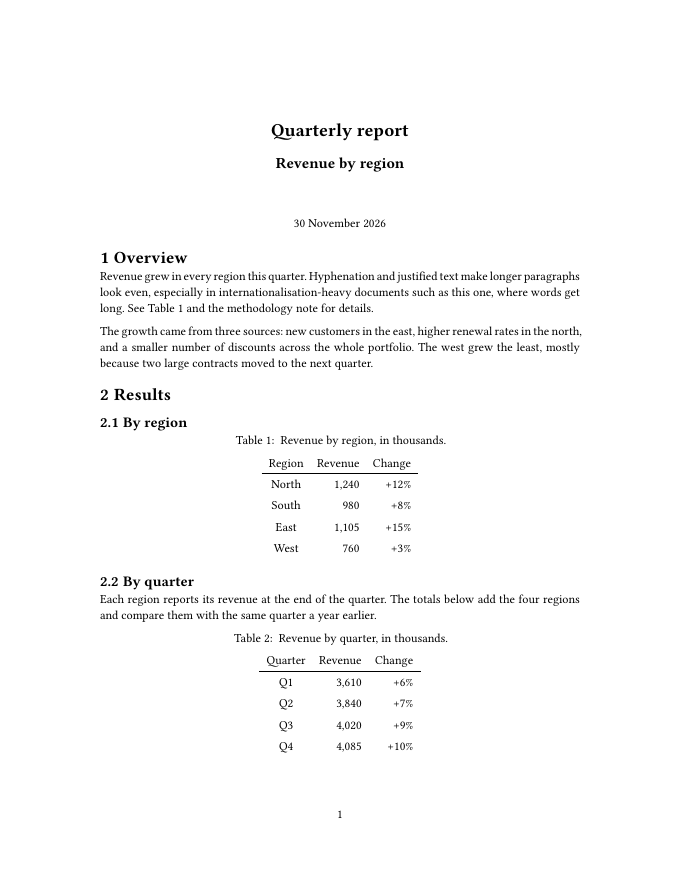 Quarterly report
Revenue by region
30 November 2026
1 Overview
Revenue grew in every region this quarter. Hyphenation and justified text make longer paragraphs
look even, especially in internationalisation-heavy documents such as this one, where words get
long. See Table 1 and the methodology note for details.
The growth came from three sources: new customers in the east, higher renewal rates in the north,
and a smaller number of discounts across the whole portfolio. The west grew the least, mostly
because two large contracts moved to the next quarter.
2 Results
2.1 By region
Table 1: Revenue by region, in thousands.
Region Revenue Change
North 1,240 +12%
South 980 +8%
East 1,105 +15%
West 760 +3%
2.2 By quarter
Each region reports its revenue at the end of the quarter. The totals below add the four regions
and compare them with the same quarter a year earlier.
Table 2: Revenue by quarter, in thousands.
Quarter Revenue Change
Q1 3,610 +6%
Q2 3,840 +7%
Q3 4,020 +9%
Q4 4,085 +10%
1